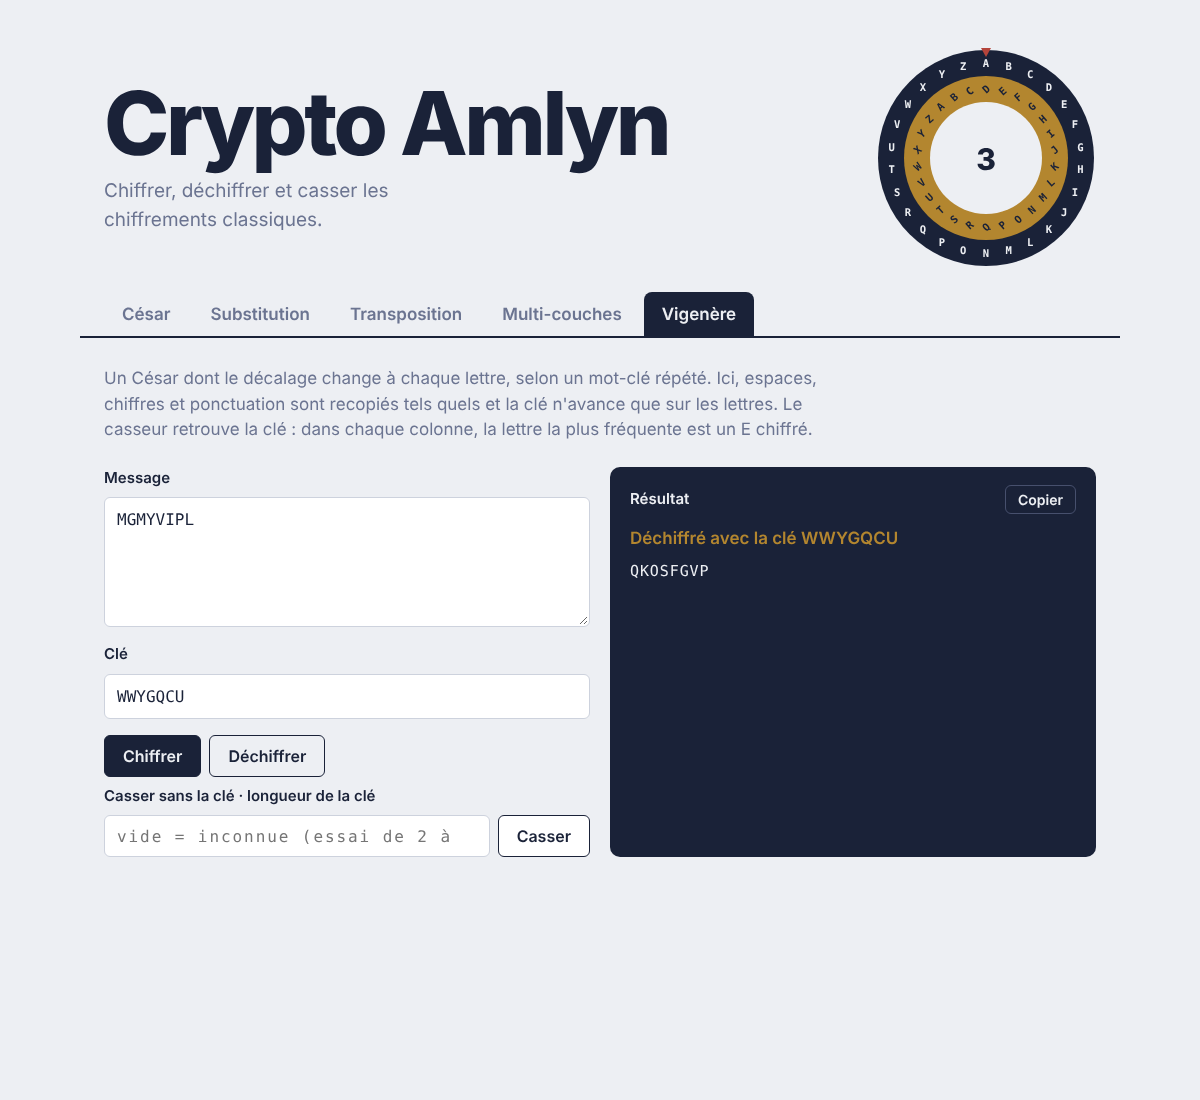 Crypto Amlyn
Chiffrer, déchiffrer et casser les
chiffrements classiques.
A B C D E F G H I J K L M N O P Q R S T U V W X Y Z
D E F G H I J K L M N O P Q R S T U V W X Y Z A B C
3
César Substitution Transposition Multi-couches Vigenère
Un César dont le décalage change à chaque lettre, selon un mot-clé répété. Ici, espaces,
chiffres et ponctuation sont recopiés tels quels et la clé n'avance que sur les lettres. Le
casseur retrouve la clé : dans chaque colonne, la lettre la plus fréquente est un E chiffré.
Message
MGMYVIPL
Clé
WWYGQCU
Chiffrer Déchiffrer
Casser sans la clé · longueur de la clé
vide = inconnue (essai de 2 à
Casser
Résultat
Copier
Déchiffré avec la clé WWYGQCU
QKOSFGVP